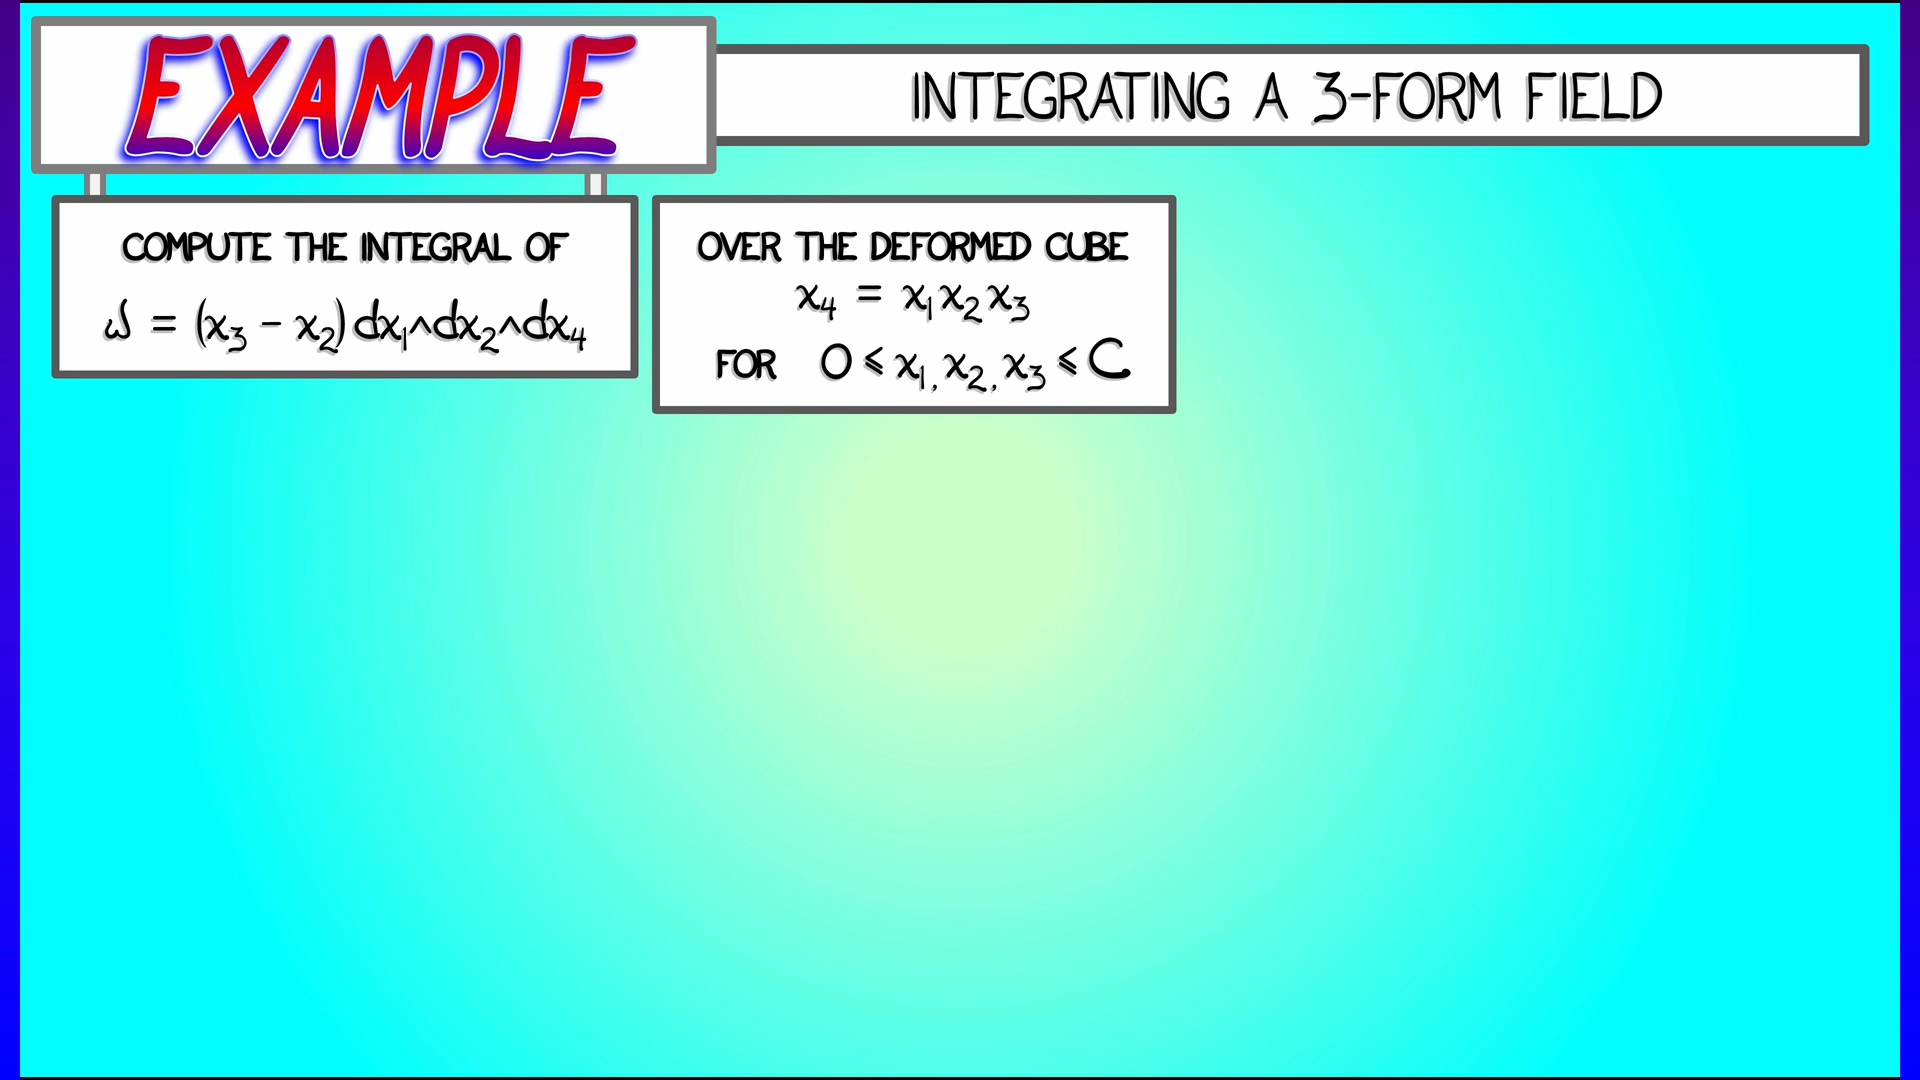 EXAMPLE
INTEGRATING A 3-FORM FIELD
COMPUTE THE INTEGRAL OF
ω = (x₃ − x₂) dx₁∧dx₂∧dx₄
OVER THE DEFORMED CUBE
x₄ = x₁x₂x₃
FOR 0 ⩽ x₁, x₂, x₃ ⩽ C